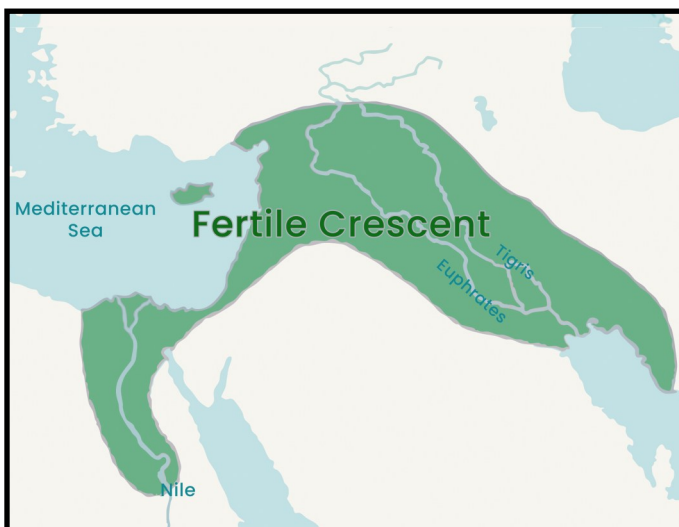 Mediterranean
Sea
Fertile Crescent
Tigris
Euphrates
Nile